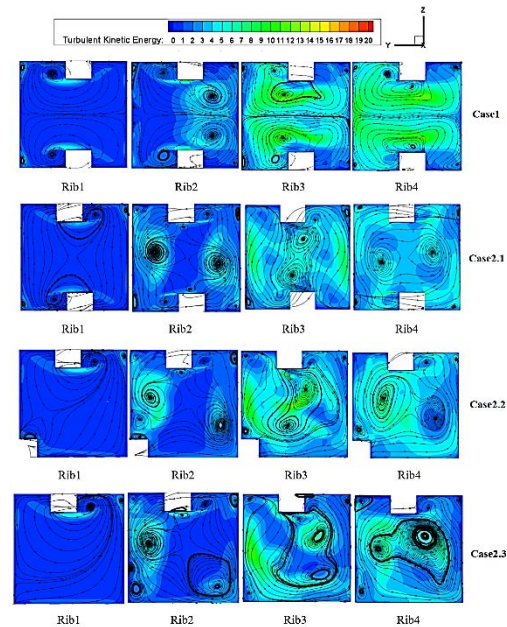 Z
Turbulent Kinetic Energy: 0 1 2 3 4 5 6 7 8 9 10 11 12 13 14 15 16 17 18 19 20
Y X
Case1
Rib1 Rib2 Rib3 Rib4
Case2.1
Rib1 Rib2 Rib3 Rib4
Case2.2
Rib1 Rib2 Rib3 Rib4
Case2.3
Rib1 Rib2 Rib3 Rib4